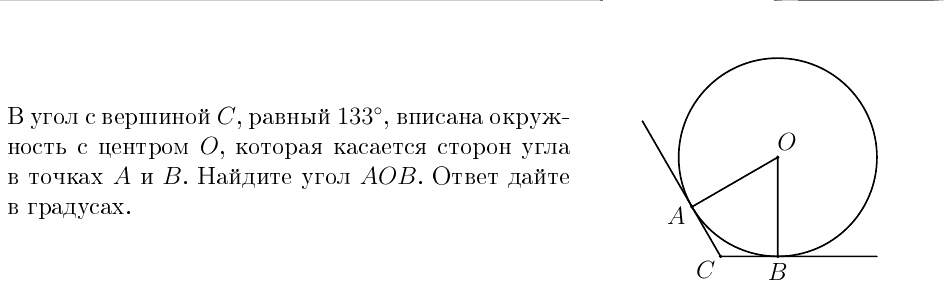 В угол с вершиной C, равный 133°, вписана окруж-
ность с центром O, которая касается сторон угла
в точках A и B. Найдите угол AOB. Ответ дайте
в градусах.
O
A
C
B